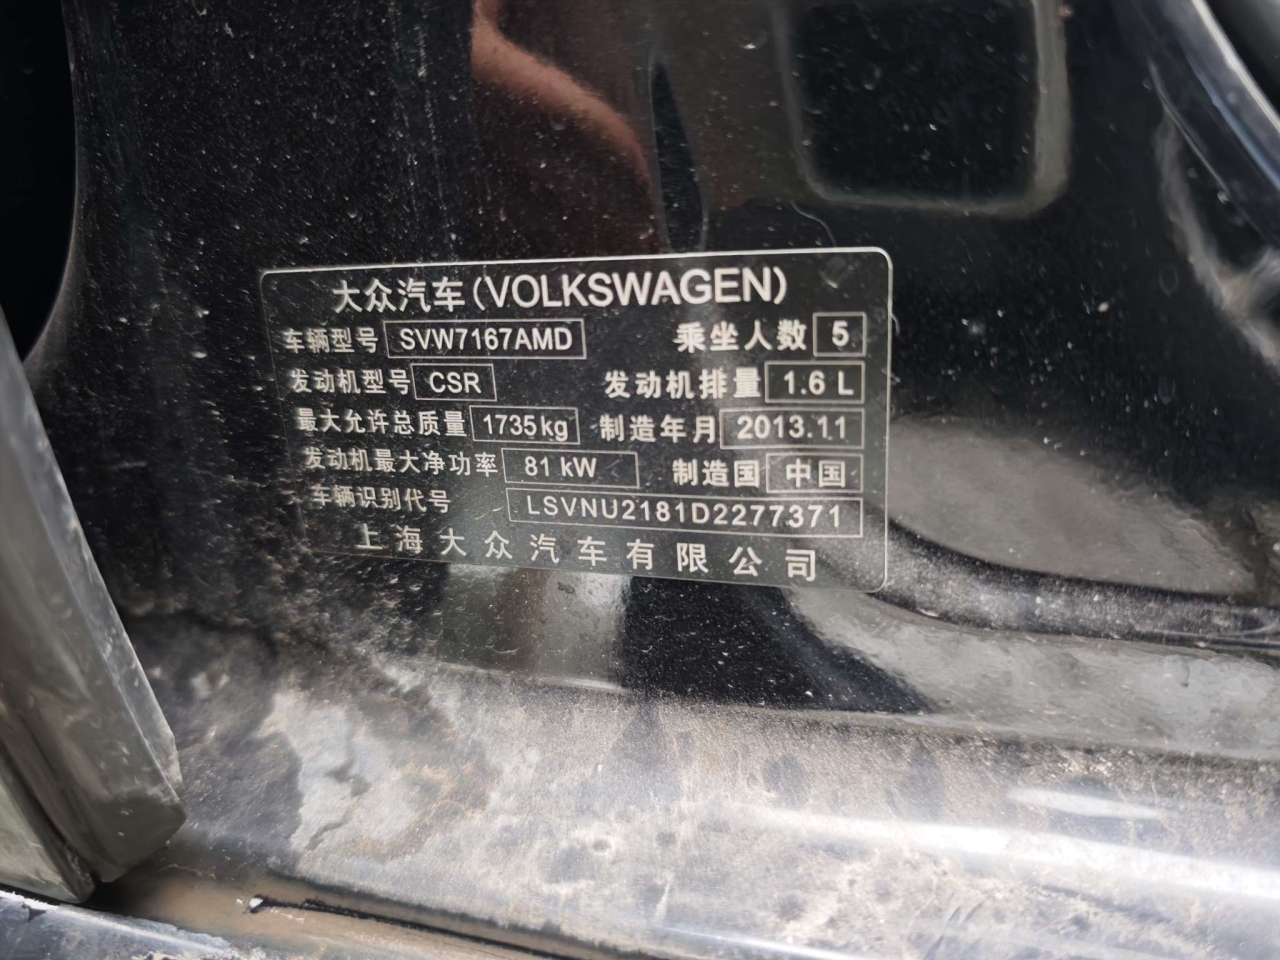 大众汽车(VOLKSWAGEN)
车辆型号 SVW7167AMD 乘坐人数 5
发动机型号 CSR 发动机排量 1.6 L
最大允许总质量 1735kg 制造年月 2013.11
发动机最大净功率 81 kW 制造国 中国
车辆识别代号 LSVNU2181D2277371
上海大众汽车有限公司